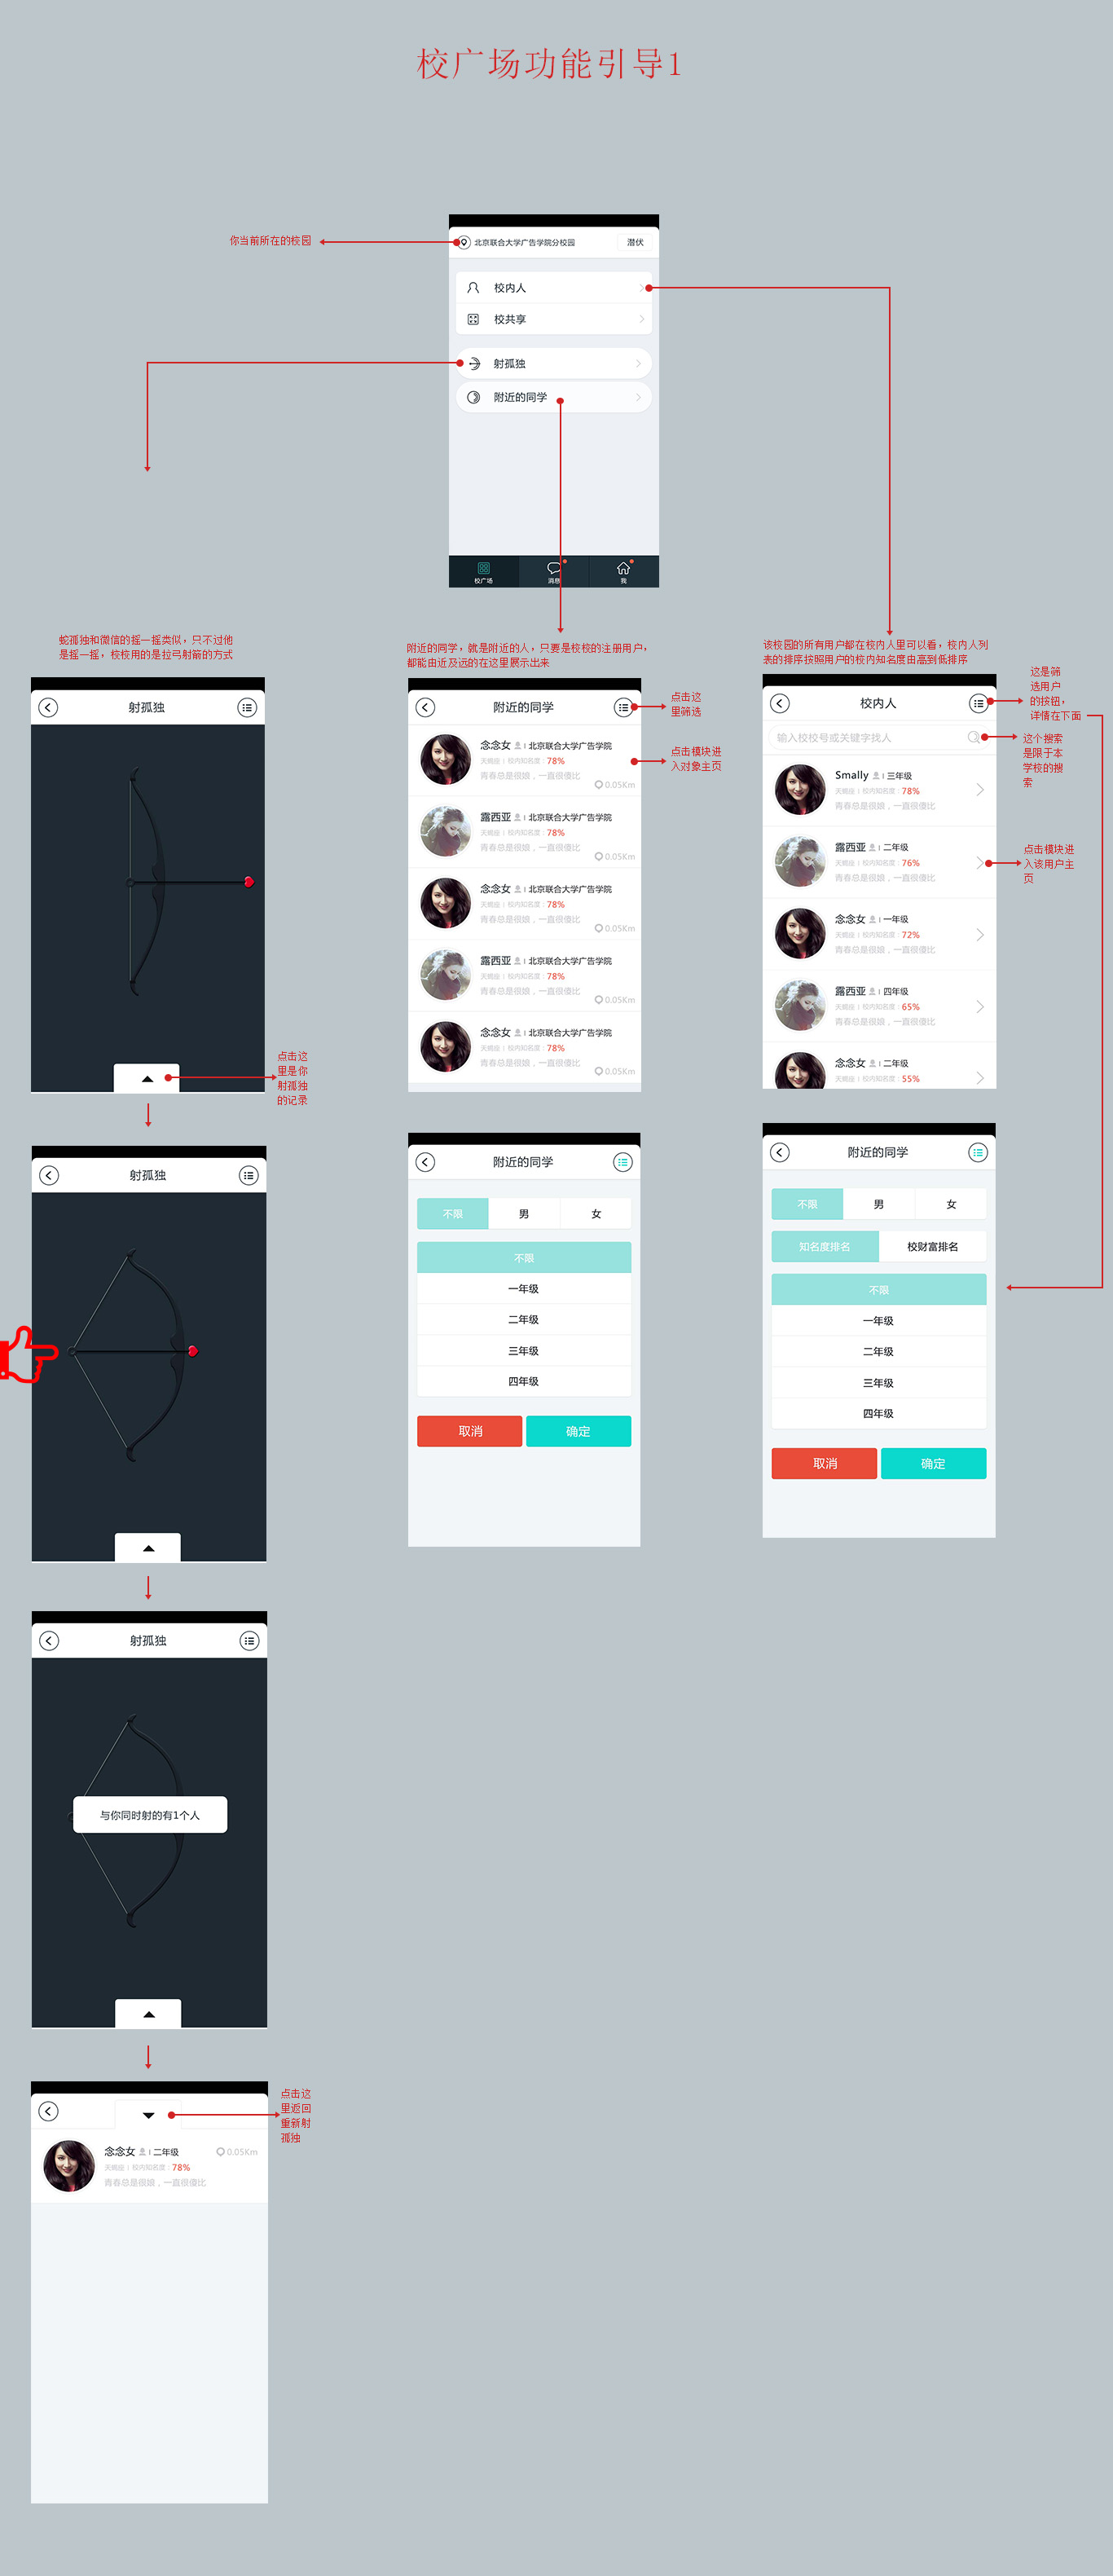 校广场功能引导1
你当前所在的校园
北京联合大学广告学院分校园
潜伏
校内人
校共享
射孤独
附近的同学
校广场
消息
我
蛇孤独和微信的摇一摇类似，只不过他
是摇一摇，校校用的是拉弓射箭的方式
射孤独
点击这
里是你
射孤独
的记录
射孤独
射孤独
与你同时射的有1个人
点击这
里返回
重新射
孤独
念念女 | 二年级
0.05Km
天蝎座 | 校内知名度：78%
青春总是很娘，一直很傻比
附近的同学，就是附近的人，只要是校校的注册用户，
都能由近及远的在这里展示出来
附近的同学
点击这
里筛选
点击模块进
入对象主页
念念女 | 北京联合大学广告学院
天蝎座 | 校内知名度：78%
青春总是很娘，一直很傻比
0.05Km
露西亚 | 北京联合大学广告学院
天蝎座 | 校内知名度：78%
青春总是很娘，一直很傻比
0.05Km
念念女 | 北京联合大学广告学院
天蝎座 | 校内知名度：78%
青春总是很娘，一直很傻比
0.05Km
露西亚 | 北京联合大学广告学院
天蝎座 | 校内知名度：78%
青春总是很娘，一直很傻比
0.05Km
念念女 | 北京联合大学广告学院
天蝎座 | 校内知名度：78%
青春总是很娘，一直很傻比
0.05Km
附近的同学
不限
男
女
不限
一年级
二年级
三年级
四年级
取消
确定
该校园的所有用户都在校内人里可以看，校内人列
表的排序按照用户的校内知名度由高到低排序
校内人
这是筛
选用户
的按钮，
详情在下面
输入校校号或关键字找人
这个搜索
是限于本
学校的搜
索
Smally | 三年级
天蝎座 | 校内知名度：78%
青春总是很娘，一直很傻比
露西亚 | 二年级
天蝎座 | 校内知名度：76%
青春总是很娘，一直很傻比
点击模块进
入该用户主
页
念念女 | 一年级
天蝎座 | 校内知名度：72%
青春总是很娘，一直很傻比
露西亚 | 四年级
天蝎座 | 校内知名度：65%
青春总是很娘，一直很傻比
念念女 | 二年级
天蝎座 | 校内知名度：55%
附近的同学
不限
男
女
知名度排名
校财富排名
不限
一年级
二年级
三年级
四年级
取消
确定